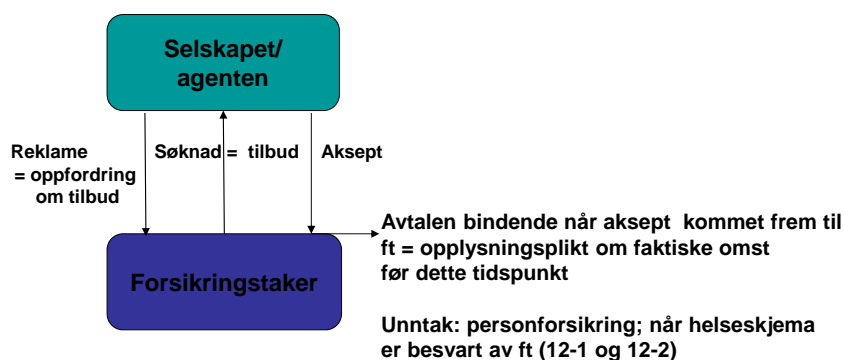 Selskapet/
agenten
Reklame
= oppfordring
om tilbud
Søknad = tilbud
Aksept
Avtalen bindende når aksept kommet frem til
ft = opplysningsplikt om faktiske omst
før dette tidspunkt
Forsikringstaker
Unntak: personforsikring; når helseskjema
er besvart av ft (12-1 og 12-2)